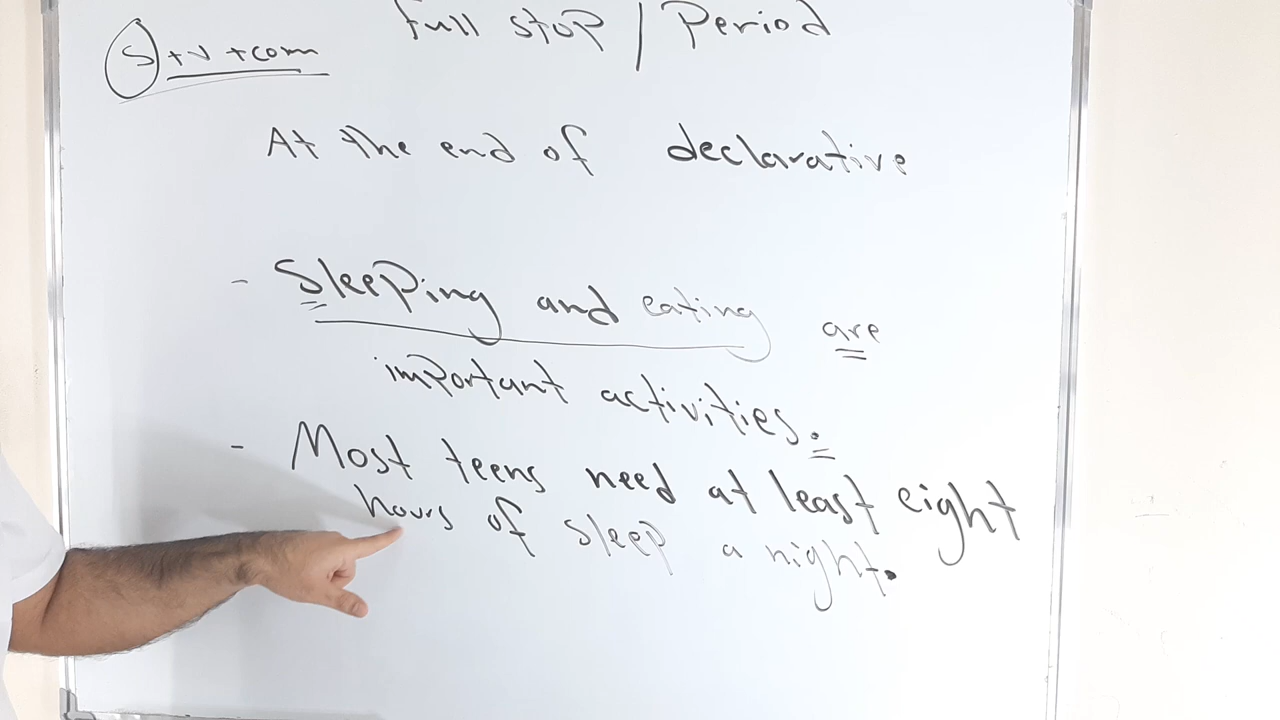 Full stop / Period
S + v + com
At the end of declarative
- Sleeping and eating are
important activities.
- Most teens need at least eight
hours of sleep a night.